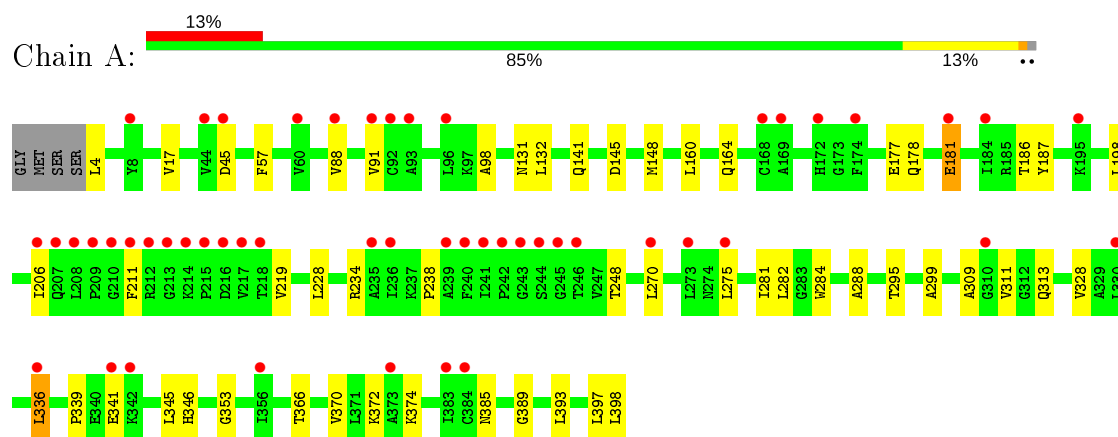 13%
Chain A:
85% 13% ••
GLY MET SER SER L4 Y8 V17 V44 D45 F57 V60 V88 V91 C92 A93 L96 K97 A98 N131 L132 Q141 D145 M148 L160 Q164 C168 A169 H172 G173 F174 E177 Q178 E181 I184 R185 T186 Y187 K195 L198
I206 Q207 L208 P209 G210 F211 R212 G213 K214 P215 D216 V217 T218 V219 L228 R234 A235 I236 K237 P238 A239 F240 I241 P242 G243 S244 G245 T246 V247 T248 L270 L273 N274 L275 I281 L282 G283 W284 A288 T295 A299 A309 G310 V311 G312 Q313 V328 A329 L330
L336 P339 E340 E341 K342 L345 H346 G353 I356 T366 V370 L371 K372 A373 K374 I383 C384 N385 G389 L393 L397 L398